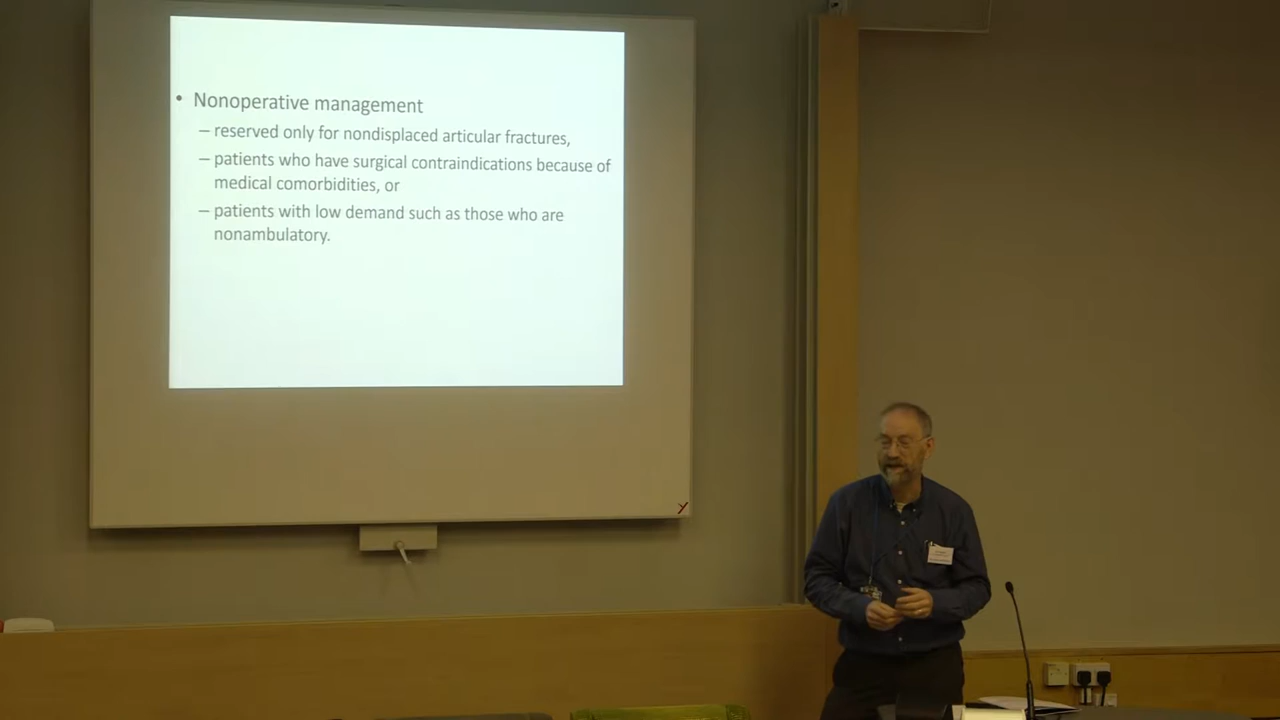 • Nonoperative management
– reserved only for nondisplaced articular fractures,
– patients who have surgical contraindications because of
medical comorbidities, or
– patients with low demand such as those who are
nonambulatory.